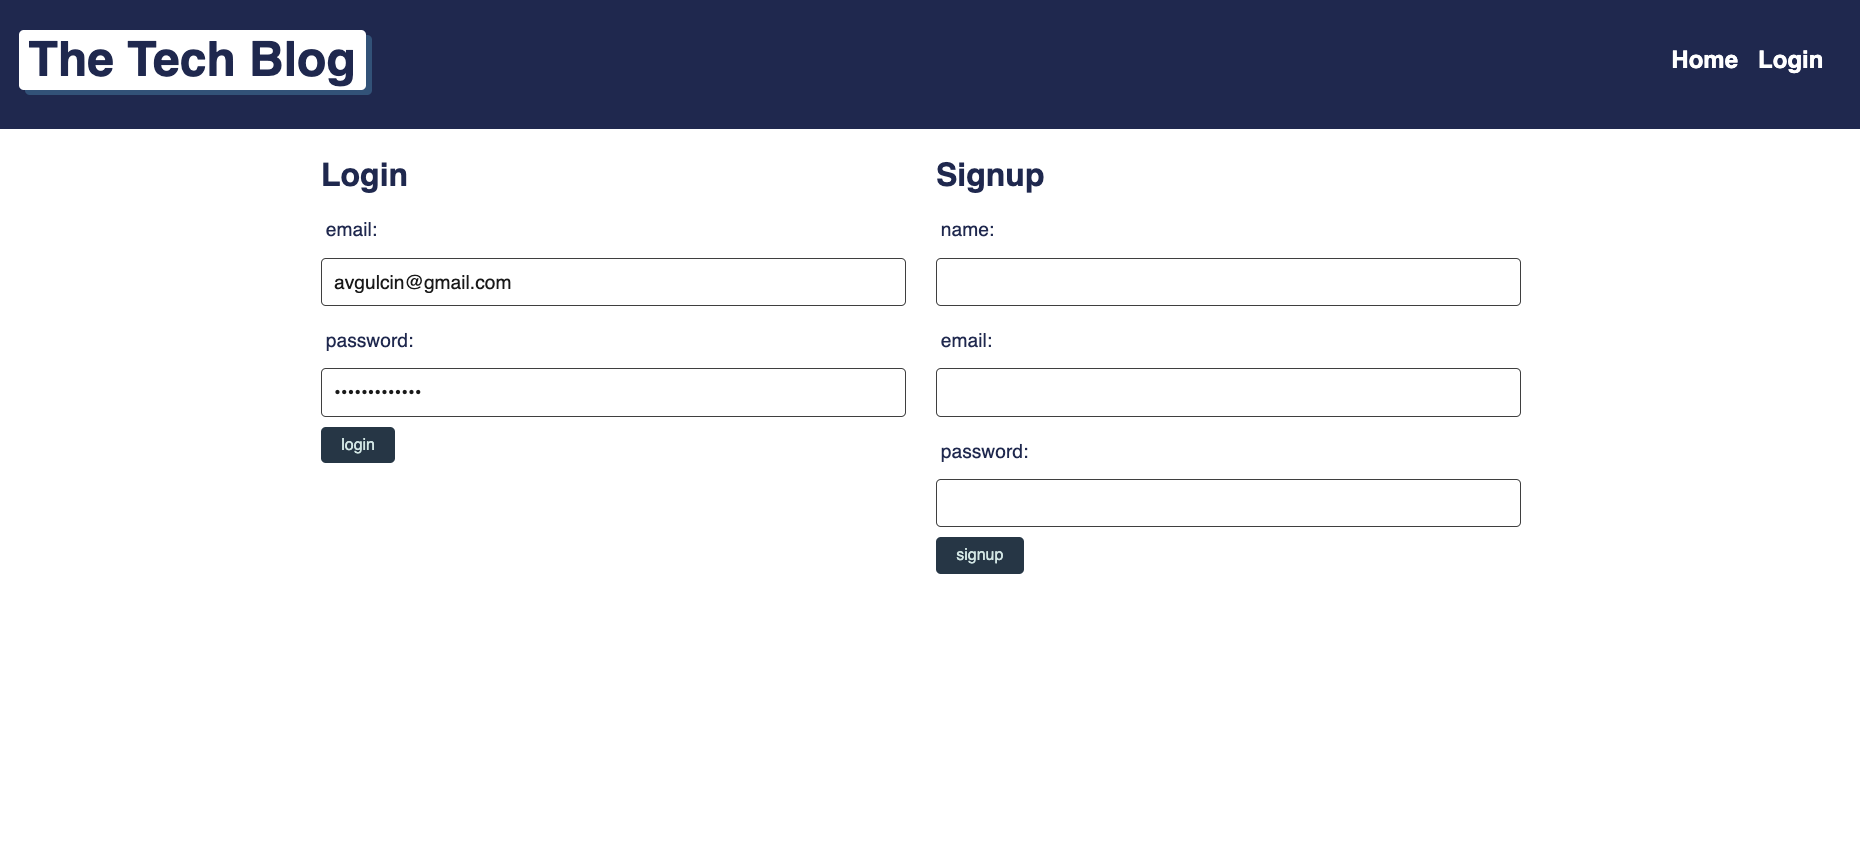 The Tech Blog
Home Login
Login
email:
avgulcin@gmail.com
password:
•••••••••••••
login
Signup
name:
email:
password:
signup